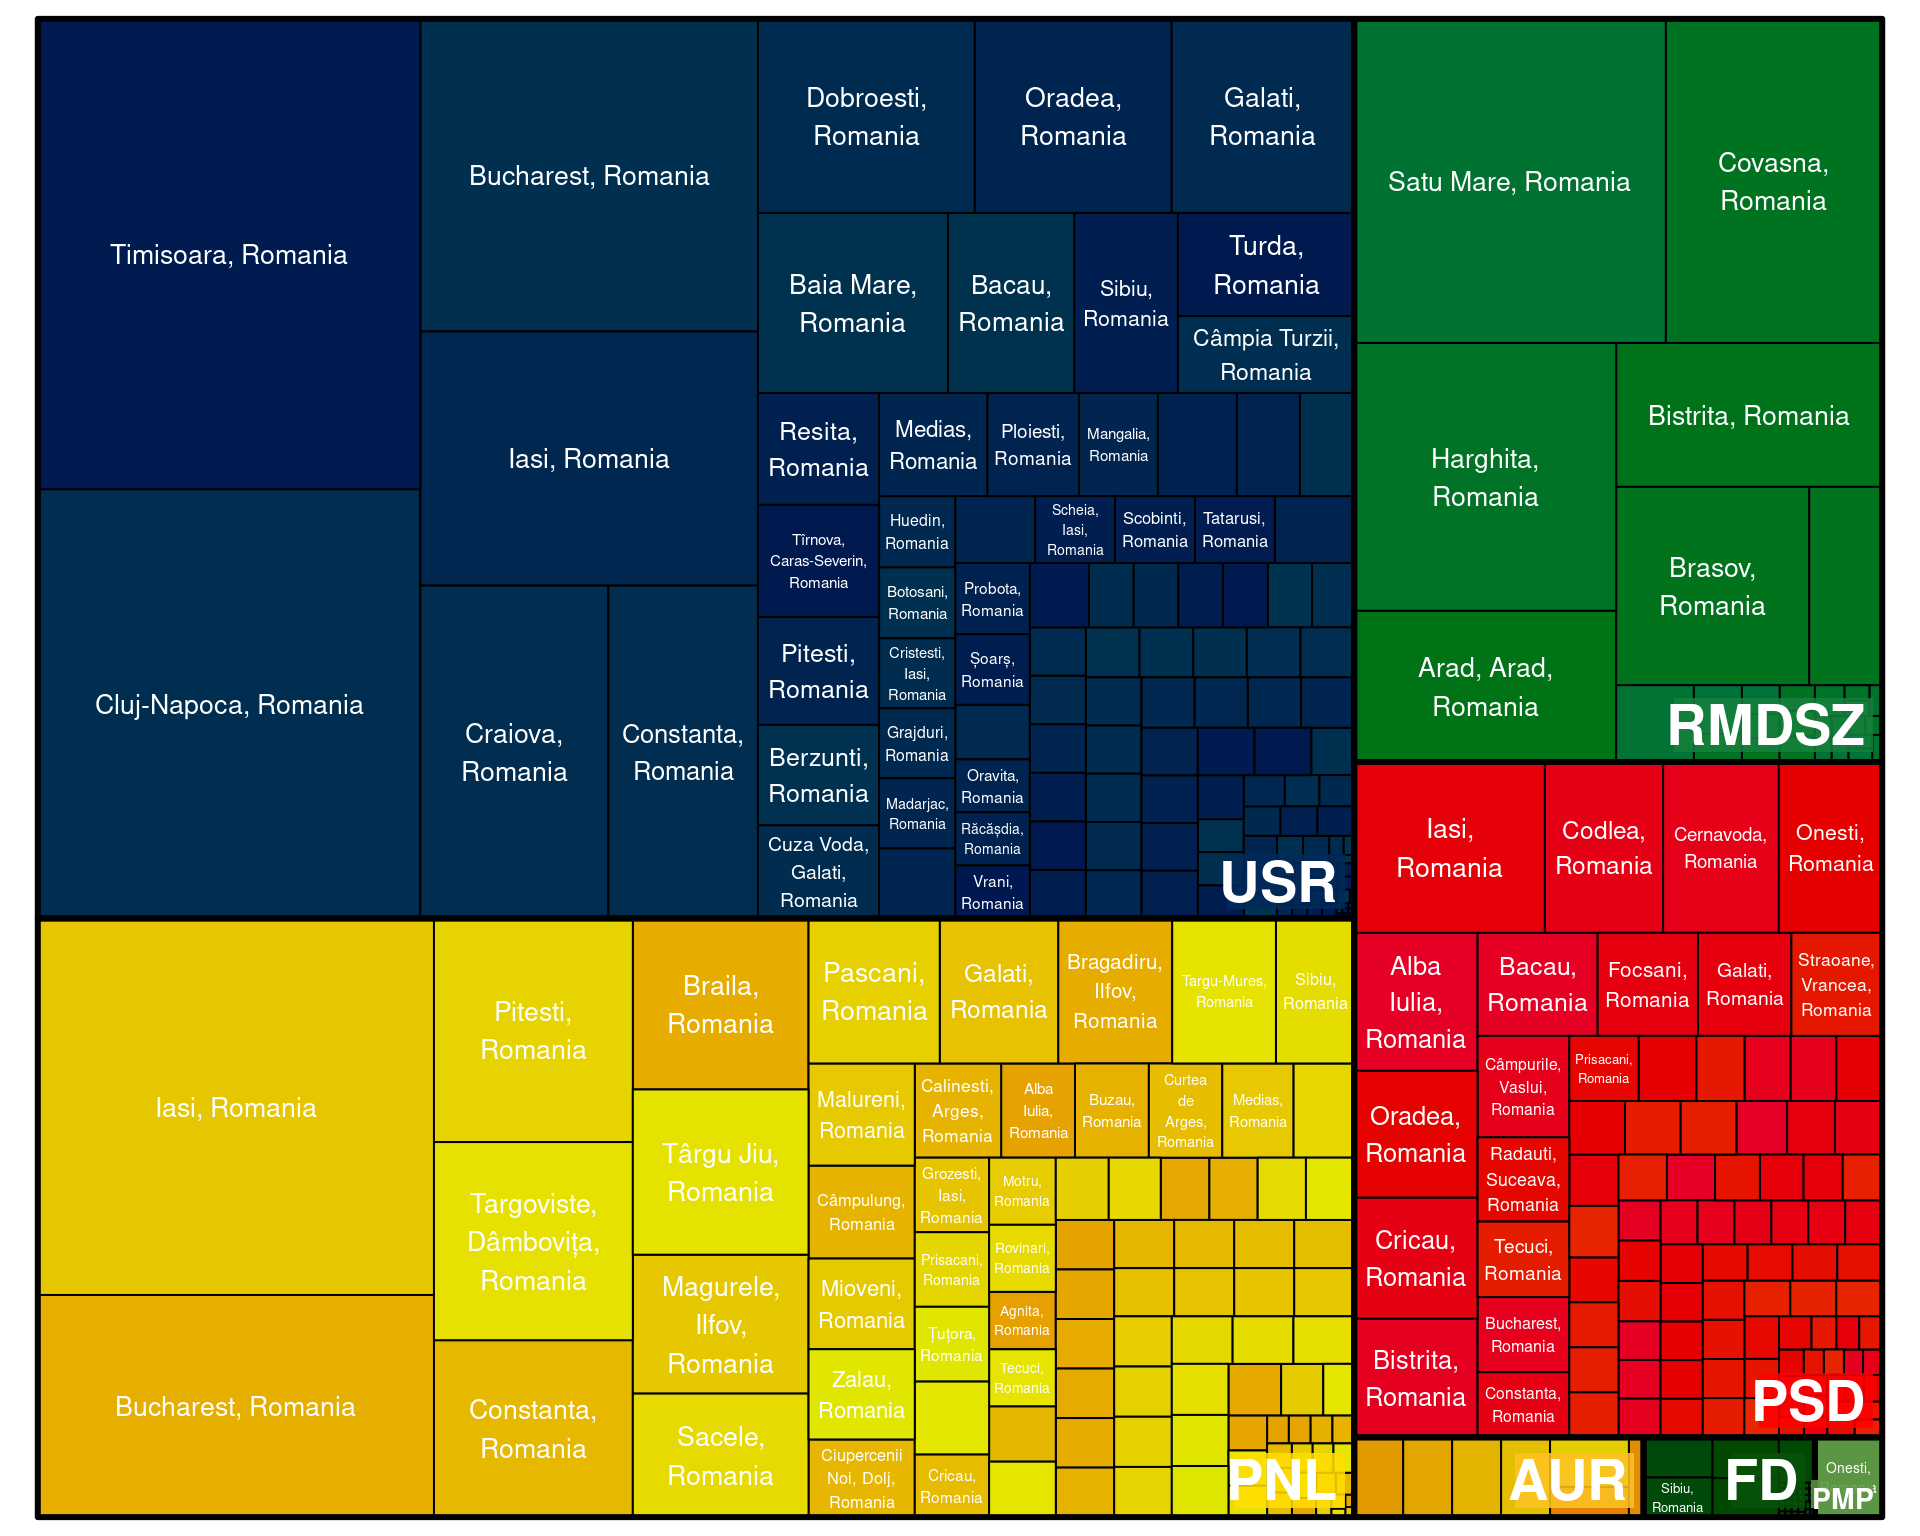 Timisoara, Romania
Cluj-Napoca, Romania
Bucharest, Romania
Iasi, Romania
Craiova,
Romania
Constanta,
Romania
Dobroesti,
Romania
Oradea,
Romania
Galati,
Romania
Baia Mare,
Romania
Bacau,
Romania
Sibiu,
Romania
Turda,
Romania
Câmpia Turzii,
Romania
Resita,
Romania
Tîrnova,
Caras-Severin,
Romania
Pitesti,
Romania
Berzunti,
Romania
Cuza Voda,
Galati,
Romania
Medias,
Romania
Ploiesti,
Romania
Mangalia,
Romania
Huedin,
Romania
Botosani,
Romania
Cristesti,
Iasi,
Romania
Grajduri,
Romania
Madarjac,
Romania
Scheia,
Iasi,
Romania
Scobinti,
Romania
Tatarusi,
Romania
Probota,
Romania
Șoarș,
Romania
Oravita,
Romania
Răcășdia,
Romania
Vrani,
Romania
USR
Satu Mare, Romania
Covasna,
Romania
Harghita,
Romania
Bistrita, Romania
Brasov,
Romania
Arad, Arad,
Romania
RMDSZ
Iasi, Romania
Bucharest, Romania
Pitesti,
Romania
Targoviste,
Dâmbovița,
Romania
Constanta,
Romania
Braila,
Romania
Târgu Jiu,
Romania
Magurele,
Ilfov,
Romania
Sacele,
Romania
Pascani,
Romania
Galati,
Romania
Bragadiru,
Ilfov,
Romania
Targu-Mures,
Romania
Sibiu,
Romania
Malureni,
Romania
Câmpulung,
Romania
Mioveni,
Romania
Zalau,
Romania
Ciupercenii
Noi, Dolj,
Romania
Calinesti,
Arges,
Romania
Alba
Iulia,
Romania
Buzau,
Romania
Curtea
de
Arges,
Romania
Medias,
Romania
Grozesti,
Iasi,
Romania
Prisacani,
Romania
Țuțora,
Romania
Cricau,
Romania
Motru,
Romania
Rovinari,
Romania
Agnita,
Romania
Tecuci,
Romania
PNL
Iasi,
Romania
Codlea,
Romania
Cernavoda,
Romania
Onesti,
Romania
Alba
Iulia,
Romania
Oradea,
Romania
Cricau,
Romania
Bistrita,
Romania
Bacau,
Romania
Focsani,
Romania
Galati,
Romania
Straoane,
Vrancea,
Romania
Câmpurile,
Vaslui,
Romania
Radauti,
Suceava,
Romania
Tecuci,
Romania
Bucharest,
Romania
Constanta,
Romania
Prisacani,
Romania
PSD
AUR
Sibiu,
Romania
FD
Onesti,
PMP